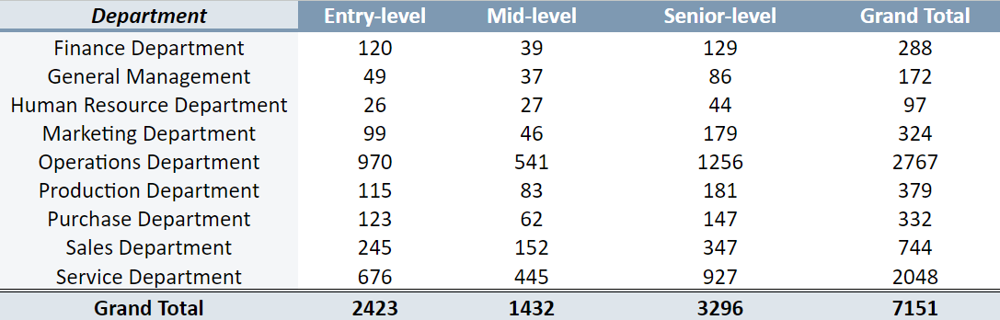 Department Entry-level Mid-level Senior-level Grand Total
Finance Department 120 39 129 288
General Management 49 37 86 172
Human Resource Department 26 27 44 97
Marketing Department 99 46 179 324
Operations Department 970 541 1256 2767
Production Department 115 83 181 379
Purchase Department 123 62 147 332
Sales Department 245 152 347 744
Service Department 676 445 927 2048
Grand Total 2423 1432 3296 7151